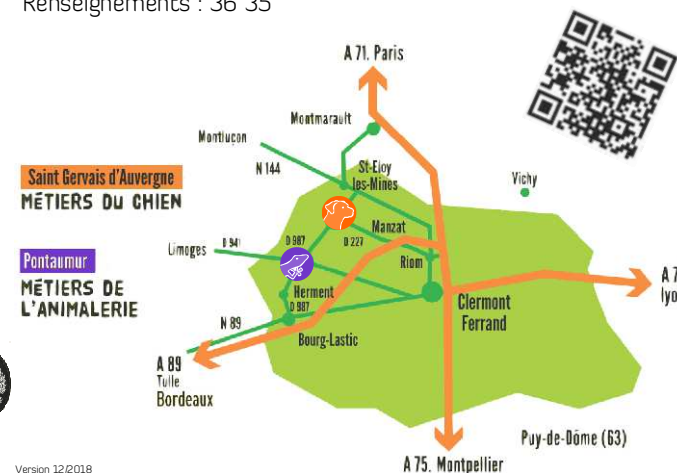 Renseignements : 36 35
A 71. Paris
Montmarault
Montluçon
N 144
St-Eloy
les-Mines
Vichy
Saint Gervais d'Auvergne
MÉTIERS DU CHIEN
Manzat
D 987
D 227
Limoges
D 941
Riom
Pontaumur
MÉTIERS DE
L'ANIMALERIE
Herment
D 987
Clermont
Ferrand
A 7
lyo
N 89
Bourg-Lastic
A 89
Tulle
Bordeaux
Puy-de-Dôme (63)
A 75. Montpellier
Version 12/2018